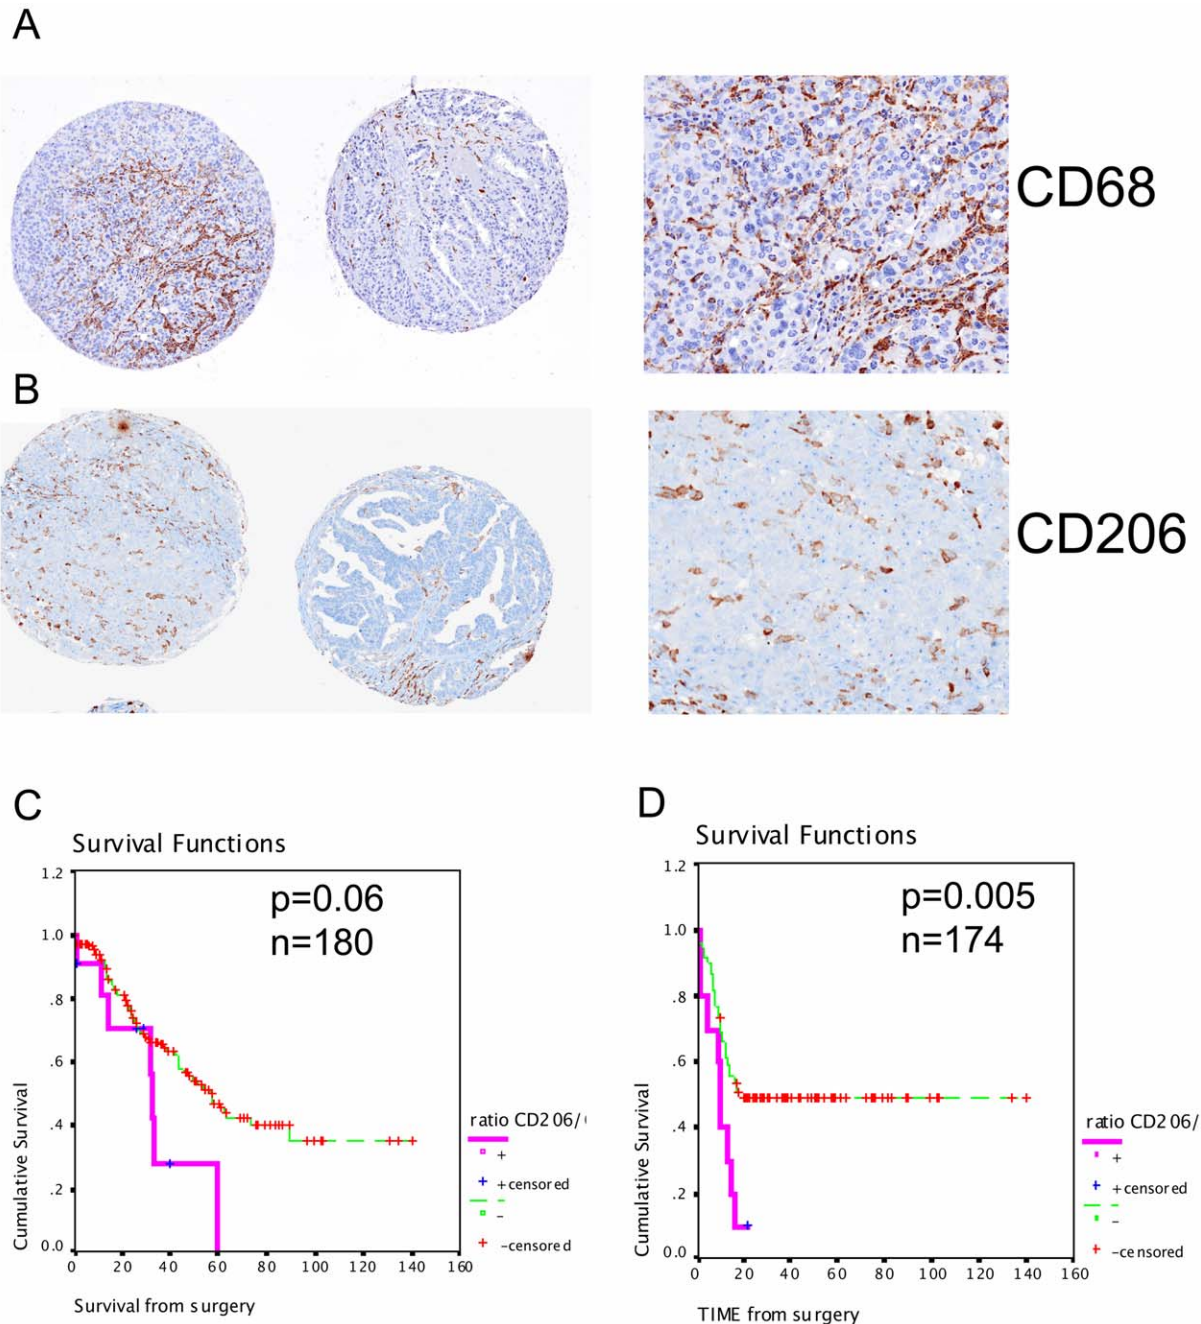 A
CD68
B
CD206
C
Survival Functions
p=0.06
n=180
1.2
1.0
.8
.6
.4
.2
0.0
Cumulative Survival
0 20 40 60 80 100 120 140 160
Survival from surgery
ratio CD206/
+
+censored
-
-censored
D
Survival Functions
p=0.005
n=174
1.2
1.0
.8
.6
.4
.2
0.0
Cumulative Survival
0 20 40 60 80 100 120 140 160
TIME from surgery
ratio CD206/
+
+censored
-
-censored